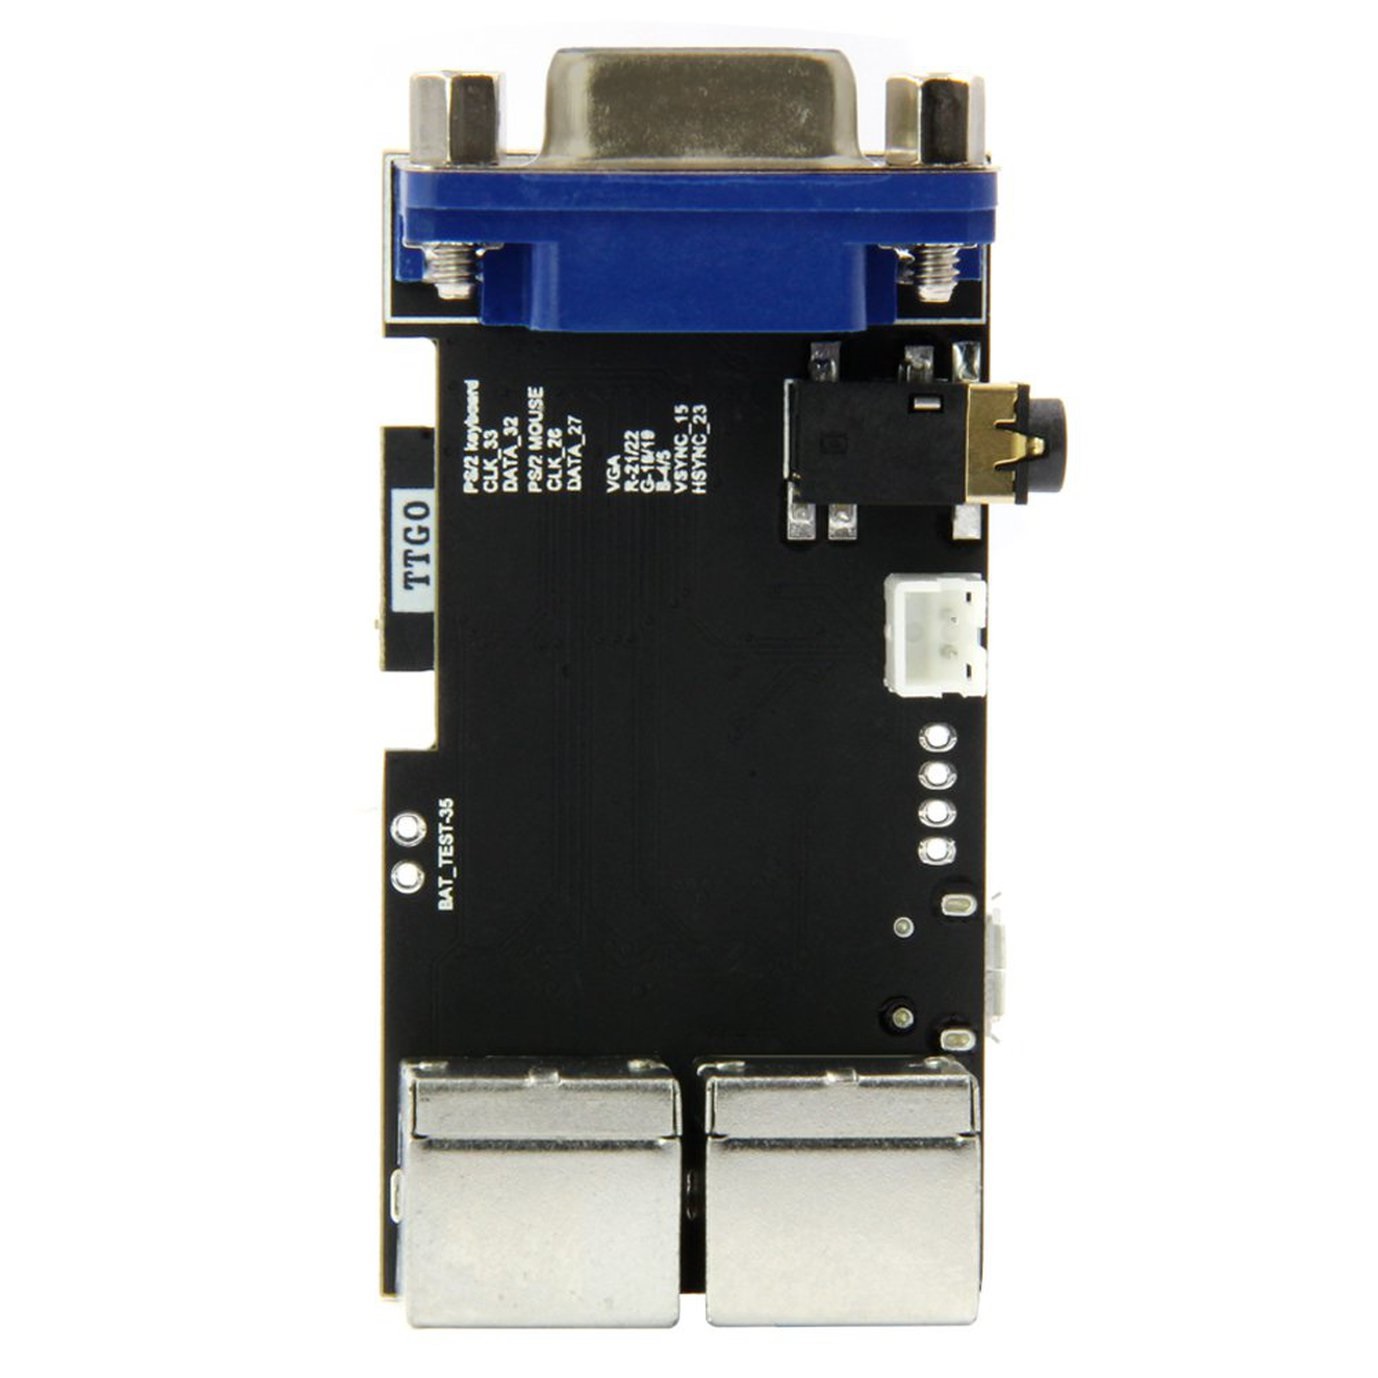 PS/2 keyboard
CLK_33
DATA_32
PS/2 MOUSE
CLK_26
DATA_27
VGA
R-21/22
G-18/19
B-4/5
VSYNC_15
HSYNC_23
TTGO
BAT_TEST-35